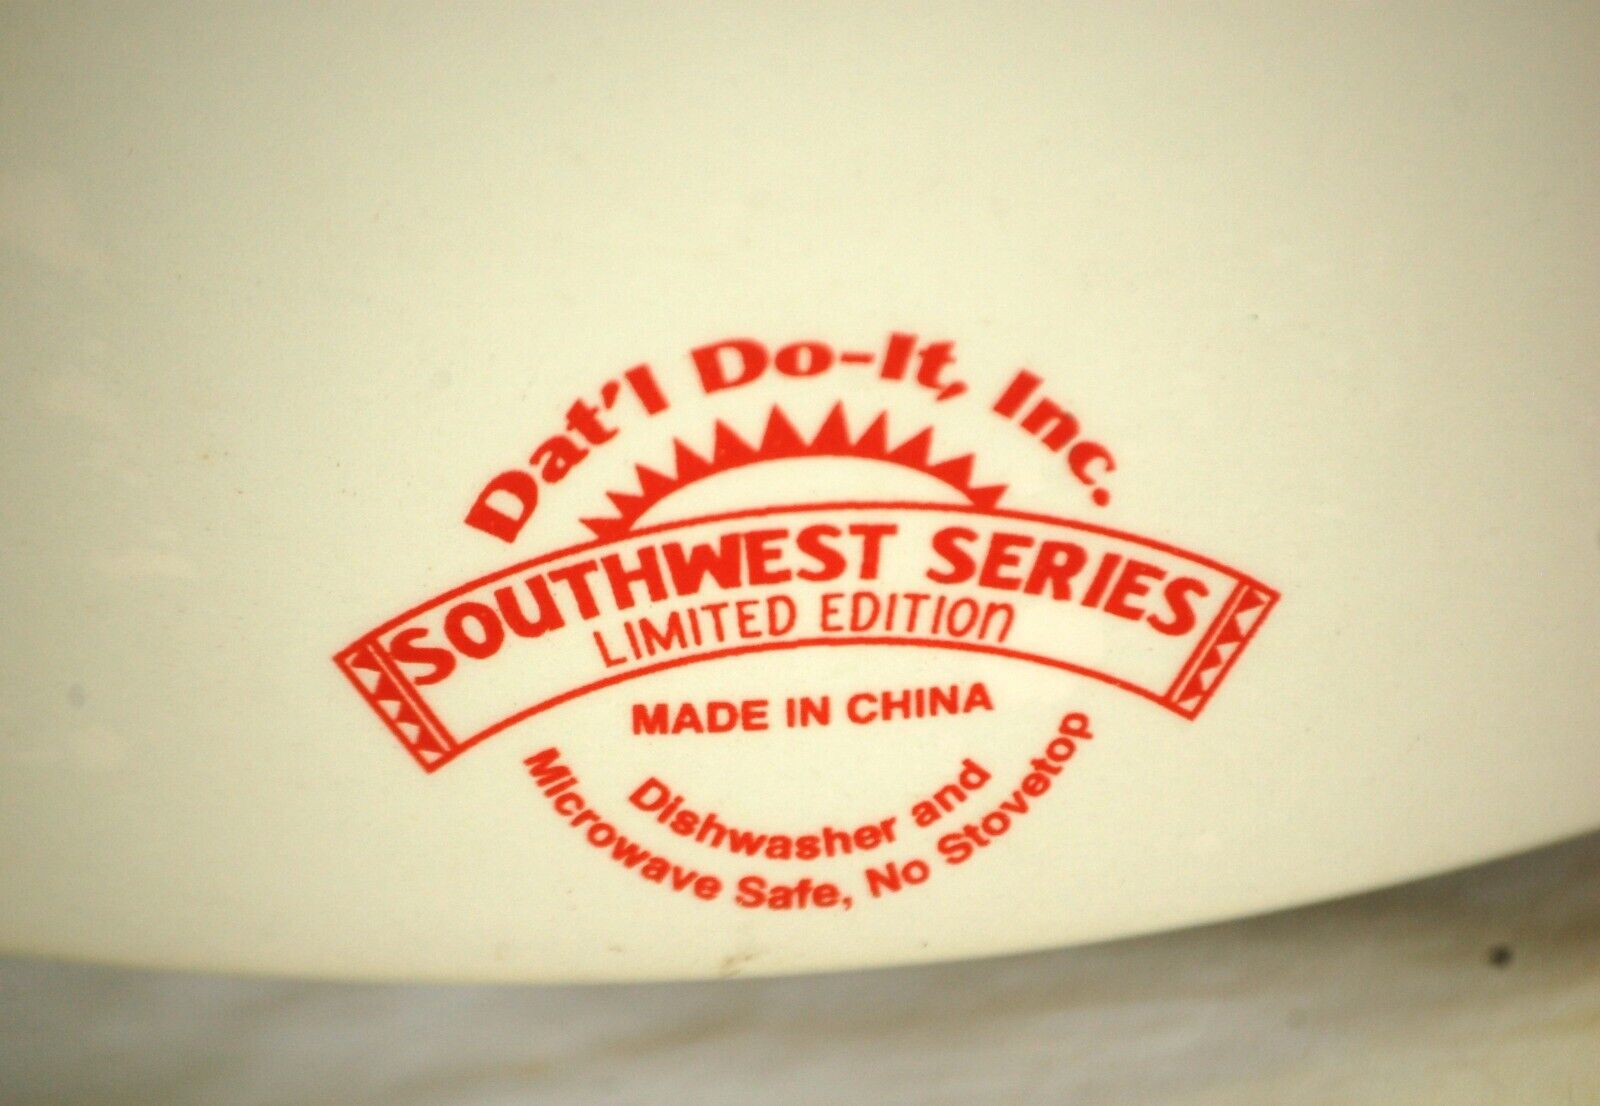 Dat'l Do-It, Inc.
SOUTHWEST SERIES
LIMITED EDITION
MADE IN CHINA
Dishwasher and
Microwave Safe, No Stovetop